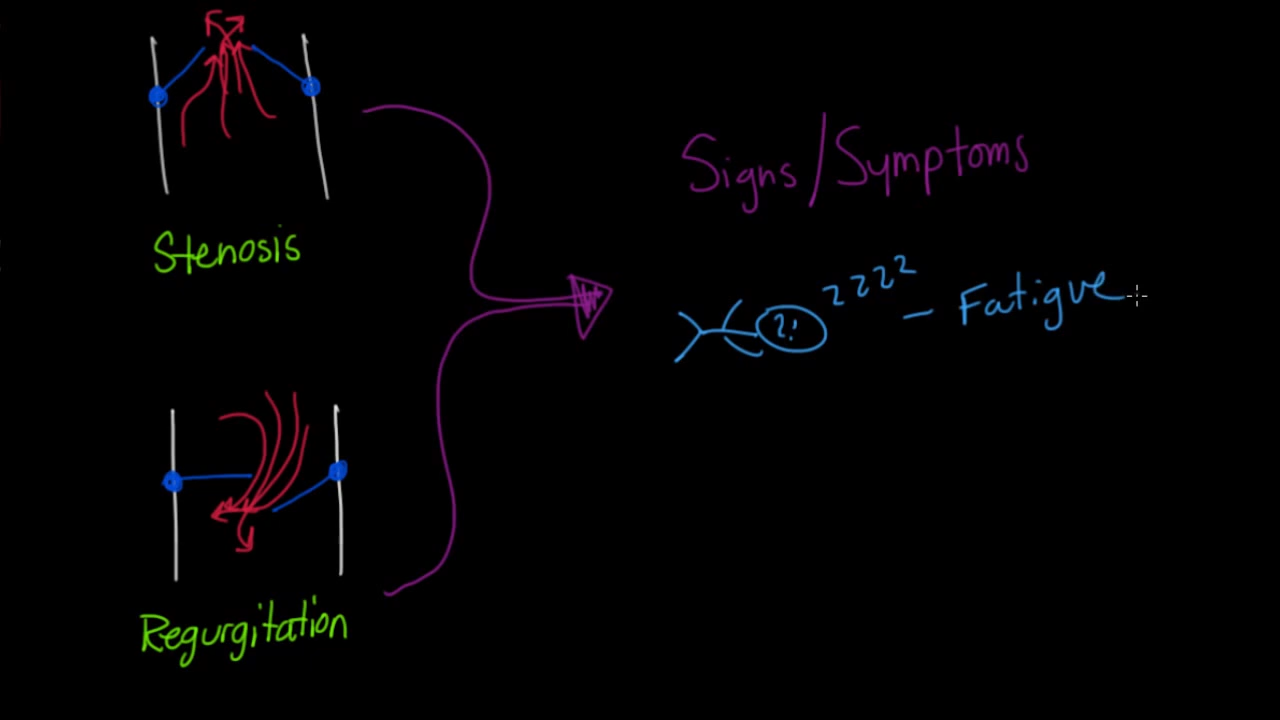 Stenosis
Regurgitation
Signs/Symptoms
?! zzzz - Fatigue